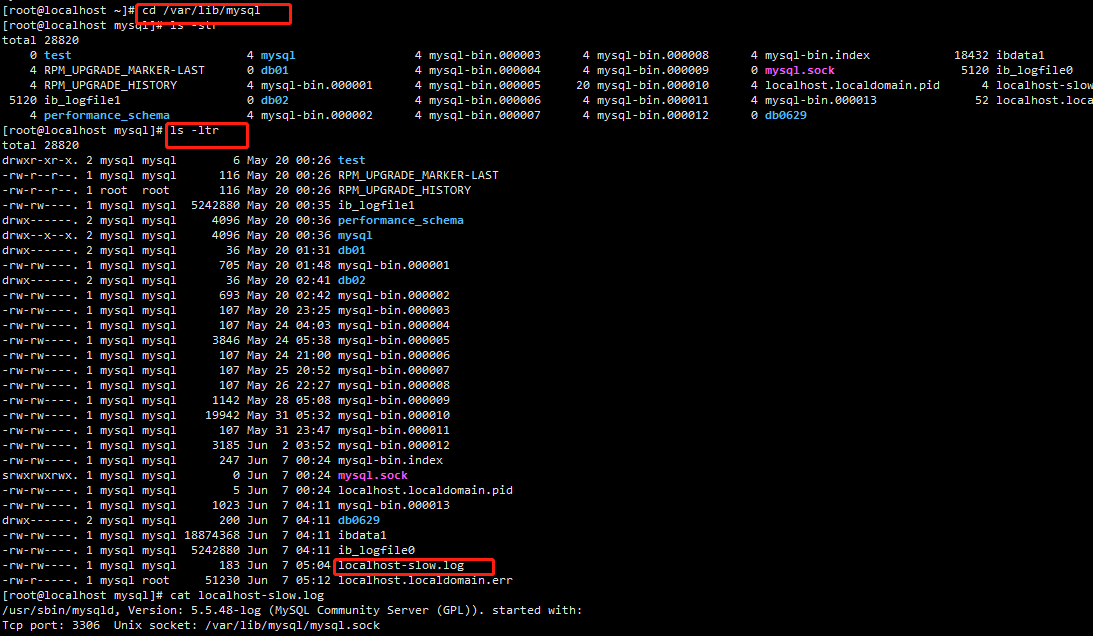 [root@localhost ~]# cd /var/lib/mysql
[root@localhost mysql]# ls -str
total 28820
0 test 4 mysql 4 mysql-bin.000003 4 mysql-bin.000008 4 mysql-bin.index 18432 ibdata1
4 RPM_UPGRADE_MARKER-LAST 0 db01 4 mysql-bin.000004 4 mysql-bin.000009 0 mysql.sock 5120 ib_logfile0
4 RPM_UPGRADE_HISTORY 4 mysql-bin.000001 4 mysql-bin.000005 20 mysql-bin.000010 4 localhost.localdomain.pid 4 localhost-slow
5120 ib_logfile1 0 db02 4 mysql-bin.000006 4 mysql-bin.000011 4 mysql-bin.000013 52 localhost.loca
4 performance_schema 4 mysql-bin.000002 4 mysql-bin.000007 4 mysql-bin.000012 0 db0629
[root@localhost mysql]# ls -ltr
total 28820
drwxr-xr-x. 2 mysql mysql 6 May 20 00:26 test
-rw-r--r--. 1 mysql mysql 116 May 20 00:26 RPM_UPGRADE_MARKER-LAST
-rw-r--r--. 1 root root 116 May 20 00:26 RPM_UPGRADE_HISTORY
-rw-rw----. 1 mysql mysql 5242880 May 20 00:35 ib_logfile1
drwx------. 2 mysql mysql 4096 May 20 00:36 performance_schema
drwx--x--x. 2 mysql mysql 4096 May 20 00:36 mysql
drwx------. 2 mysql mysql 36 May 20 01:31 db01
-rw-rw----. 1 mysql mysql 705 May 20 01:48 mysql-bin.000001
drwx------. 2 mysql mysql 36 May 20 02:41 db02
-rw-rw----. 1 mysql mysql 693 May 20 02:42 mysql-bin.000002
-rw-rw----. 1 mysql mysql 107 May 20 23:25 mysql-bin.000003
-rw-rw----. 1 mysql mysql 107 May 24 04:03 mysql-bin.000004
-rw-rw----. 1 mysql mysql 3846 May 24 05:38 mysql-bin.000005
-rw-rw----. 1 mysql mysql 107 May 24 21:00 mysql-bin.000006
-rw-rw----. 1 mysql mysql 107 May 25 20:52 mysql-bin.000007
-rw-rw----. 1 mysql mysql 107 May 26 22:27 mysql-bin.000008
-rw-rw----. 1 mysql mysql 1142 May 28 05:08 mysql-bin.000009
-rw-rw----. 1 mysql mysql 19942 May 31 05:32 mysql-bin.000010
-rw-rw----. 1 mysql mysql 107 May 31 23:47 mysql-bin.000011
-rw-rw----. 1 mysql mysql 3185 Jun 2 03:52 mysql-bin.000012
-rw-rw----. 1 mysql mysql 247 Jun 7 00:24 mysql-bin.index
srwxrwxrwx. 1 mysql mysql 0 Jun 7 00:24 mysql.sock
-rw-rw----. 1 mysql mysql 5 Jun 7 00:24 localhost.localdomain.pid
-rw-rw----. 1 mysql mysql 1023 Jun 7 04:11 mysql-bin.000013
drwx------. 2 mysql mysql 200 Jun 7 04:11 db0629
-rw-rw----. 1 mysql mysql 18874368 Jun 7 04:11 ibdata1
-rw-rw----. 1 mysql mysql 5242880 Jun 7 04:11 ib_logfile0
-rw-rw----. 1 mysql mysql 183 Jun 7 05:04 localhost-slow.log
-rw-r-----. 1 mysql root 51230 Jun 7 05:12 localhost.localdomain.err
[root@localhost mysql]# cat localhost-slow.log
/usr/sbin/mysqld, Version: 5.5.48-log (MySQL Community Server (GPL)). started with:
Tcp port: 3306 Unix socket: /var/lib/mysql/mysql.sock